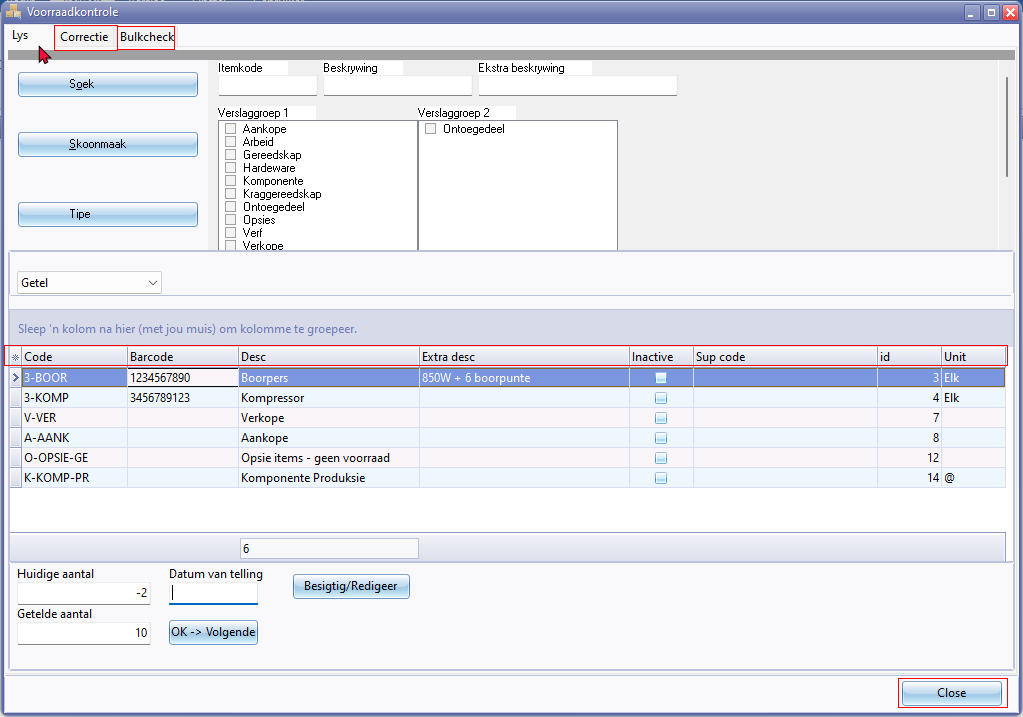 Voorraadkontrole
Lys Correctie Bulkcheck
Soek
Skoonmaak
Tipe
Itemkode Beskrywing Ekstra beskrywing
Verslaggroep 1 Verslaggroep 2
Aankope
Arbeid
Gereedskap
Hardeware
Komponente
Kraggereedskap
Ontoegedeel
Opsies
Verf
Verkope
Ontoegedeel
Getel
Sleep 'n kolom na hier (met jou muis) om kolomme te groepeer.
Code Barcode Desc Extra desc Inactive Sup code id Unit
3-BOOR 1234567890 Boorpers 850W + 6 boorpunte 3 Elk
3-KOMP 3456789123 Kompressor 4 Elk
V-VER Verkope 7
A-AANK Aankope 8
O-OPSIE-GE Opsie items - geen voorraad 12
K-KOMP-PR Komponente Produksie 14 @
6
Huidige aantal Datum van telling
-2 Besigtig/Redigeer
Getelde aantal
10 OK -> Volgende
Close